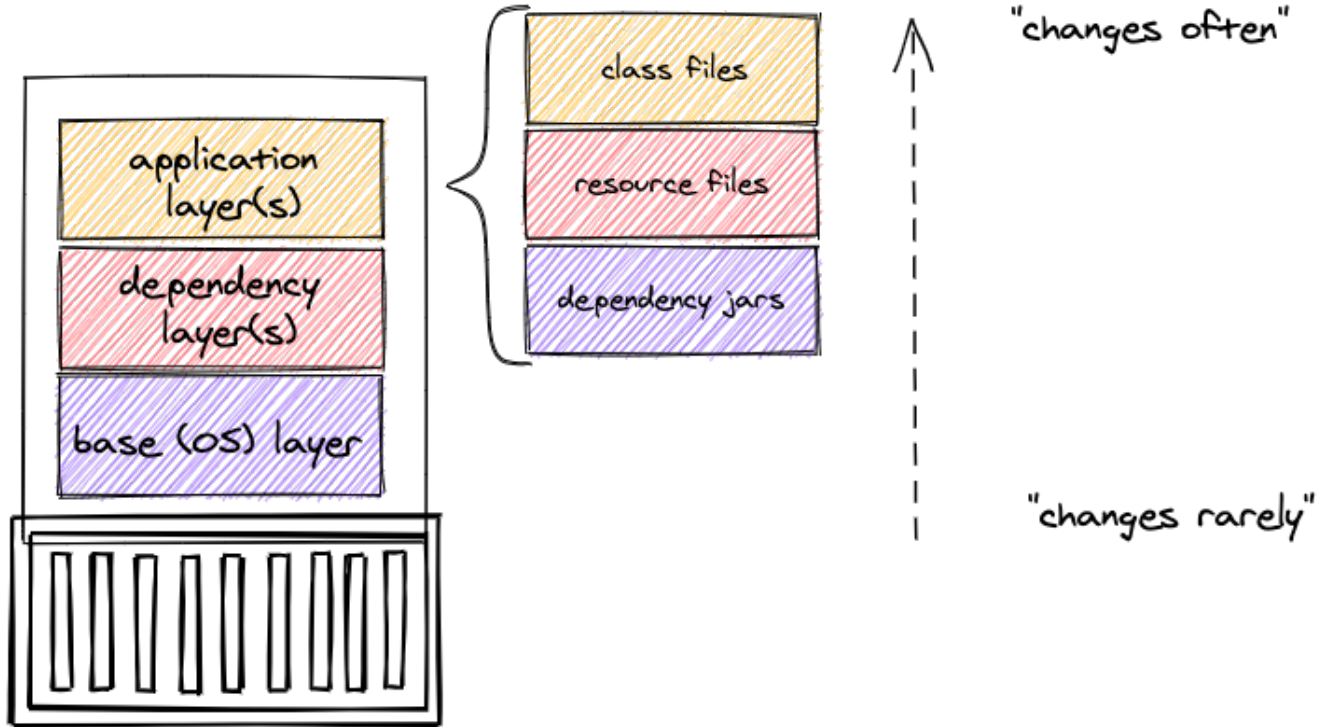 application
layer(s)
dependency
layer(s)
base (OS) layer
class files
resource files
dependency jars
"changes often"
"changes rarely"